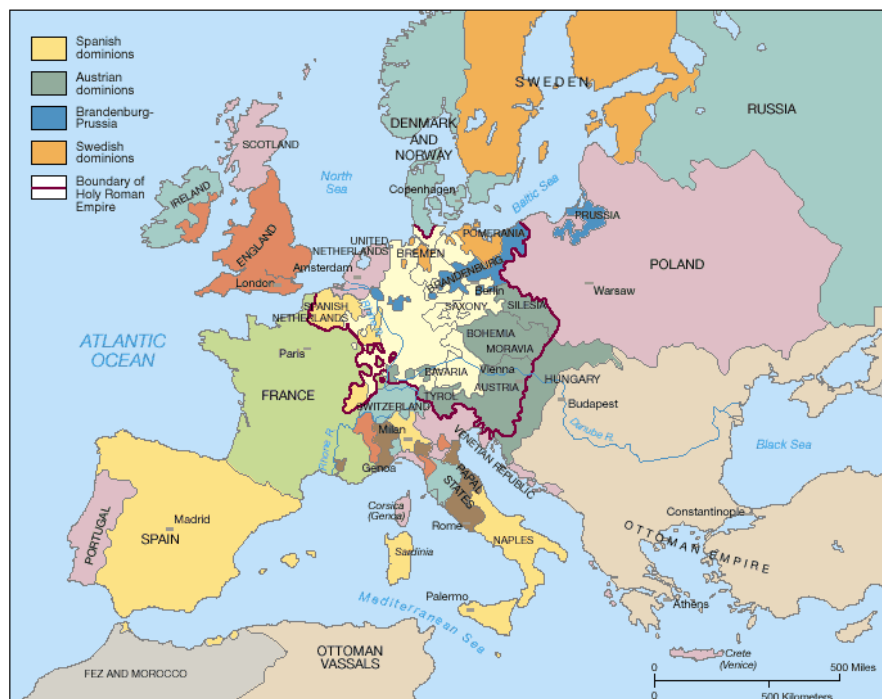 Spanish
dominions
Austrian
dominions
Brandenburg-
Prussia
Swedish
dominions
Boundary of
Holy Roman
Empire
SWEDEN
RUSSIA
DENMARK
AND
NORWAY
SCOTLAND
North
Sea
Copenhagen
Baltic Sea
IRELAND
PRUSSIA
POMERANIA
UNITED
NETHERLANDS
BREMEN
ENGLAND
POLAND
Amsterdam
BRANDENBURG
London
Berlin
Warsaw
SPANISH
NETHERLANDS
Rhine R.
SAXONY
SILESIA
ATLANTIC
OCEAN
BOHEMIA
MORAVIA
Paris
BAVARIA
Vienna
FRANCE
AUSTRIA
HUNGARY
TYROL
SWITZERLAND
Budapest
Milan
VENETIAN REPUBLIC
Danube R.
Black Sea
Rhone R.
Genoa
PAPAL
STATES
Corsica
(Genoa)
Constantinople
PORTUGAL
Madrid
SPAIN
Rome
NAPLES
OTTOMAN EMPIRE
Sardinia
Palermo
Mediterranean Sea
Athens
OTTOMAN
VASSALS
FEZ AND MOROCCO
Crete
(Venice)
0
500 Miles
0
500 Kilometers